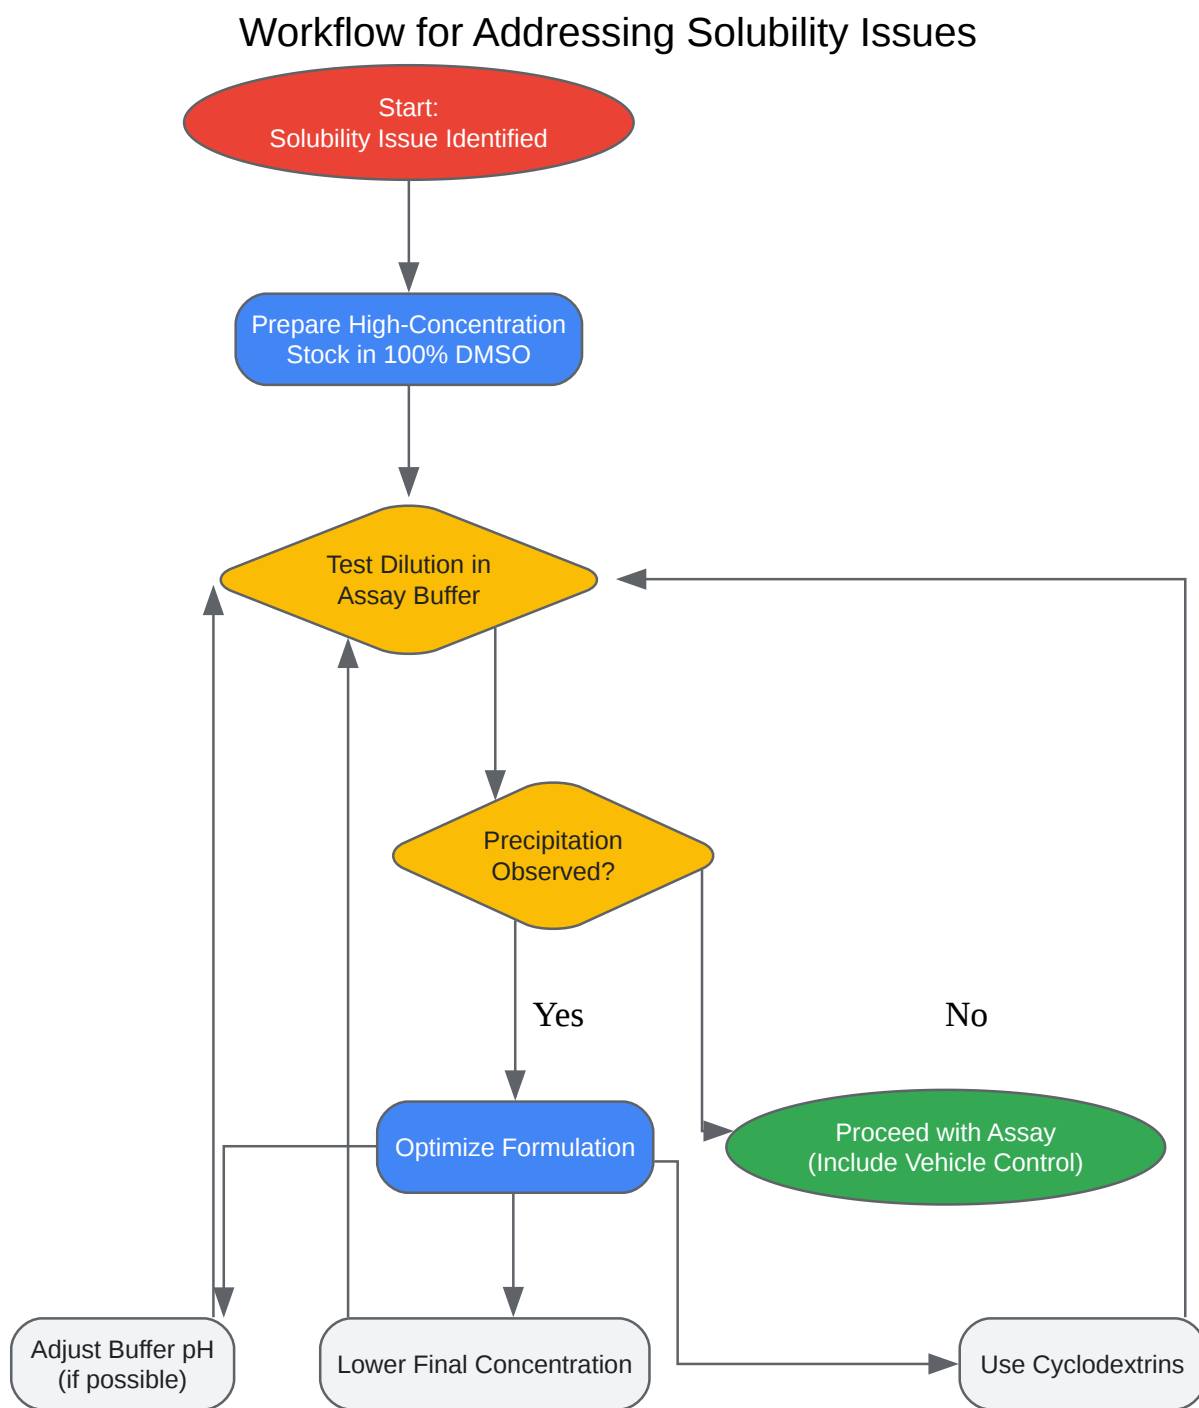 Workflow for Addressing Solubility Issues
Start:
Solubility Issue Identified
Prepare High-Concentration
Stock in 100% DMSO
Test Dilution in
Assay Buffer
Precipitation
Observed?
Yes
No
Optimize Formulation
Proceed with Assay
(Include Vehicle Control)
Adjust Buffer pH
(if possible)
Lower Final Concentration
Use Cyclodextrins